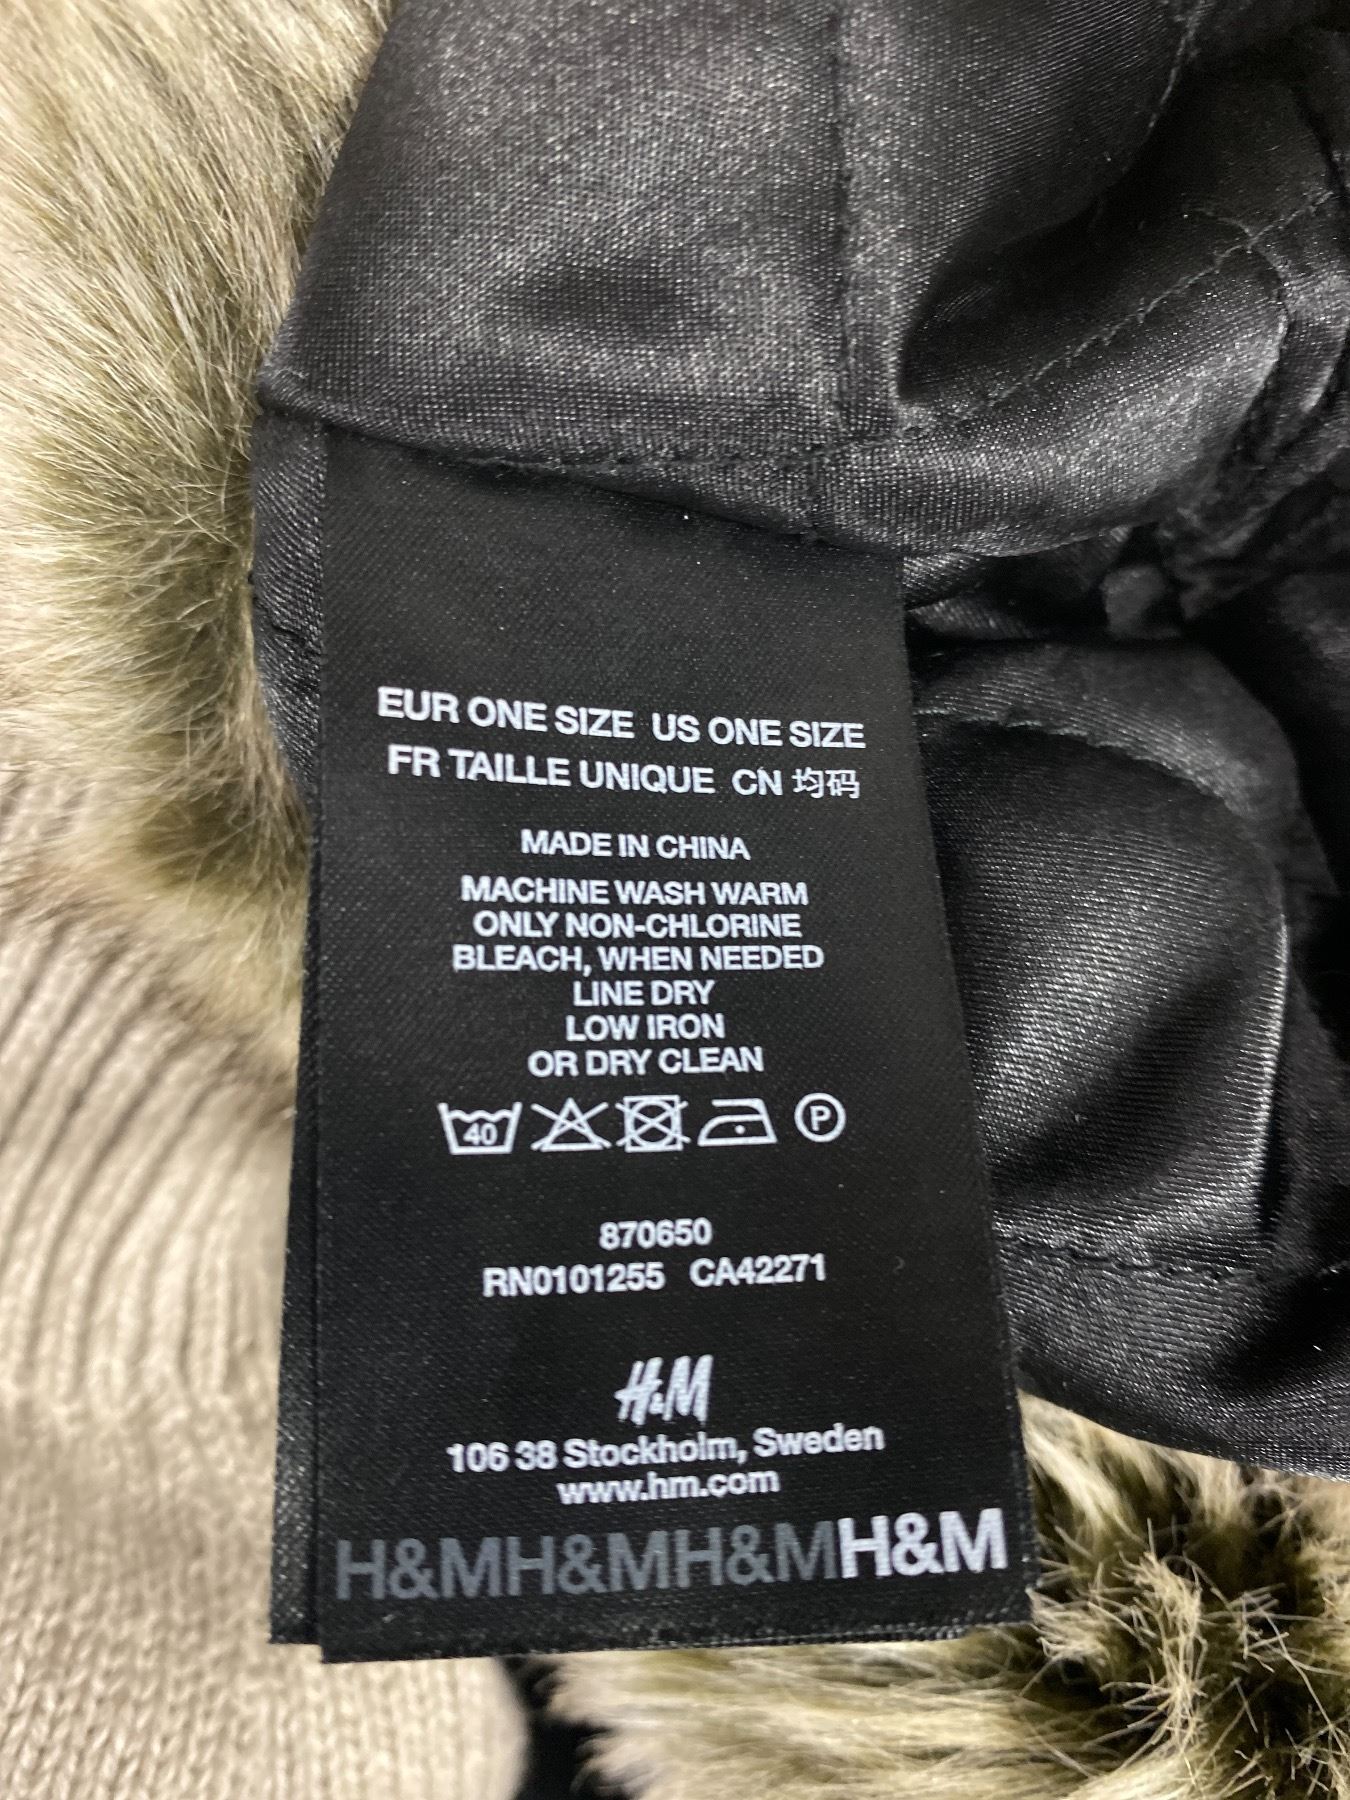 EUR ONE SIZE US ONE SIZE
FR TAILLE UNIQUE CN 均码
MADE IN CHINA
MACHINE WASH WARM
ONLY NON-CHLORINE
BLEACH, WHEN NEEDED
LINE DRY
LOW IRON
OR DRY CLEAN
40 P
870650
RN0101255 CA42271
H&M
106 38 Stockholm, Sweden
www.hm.com
H&MH&MH&MH&M